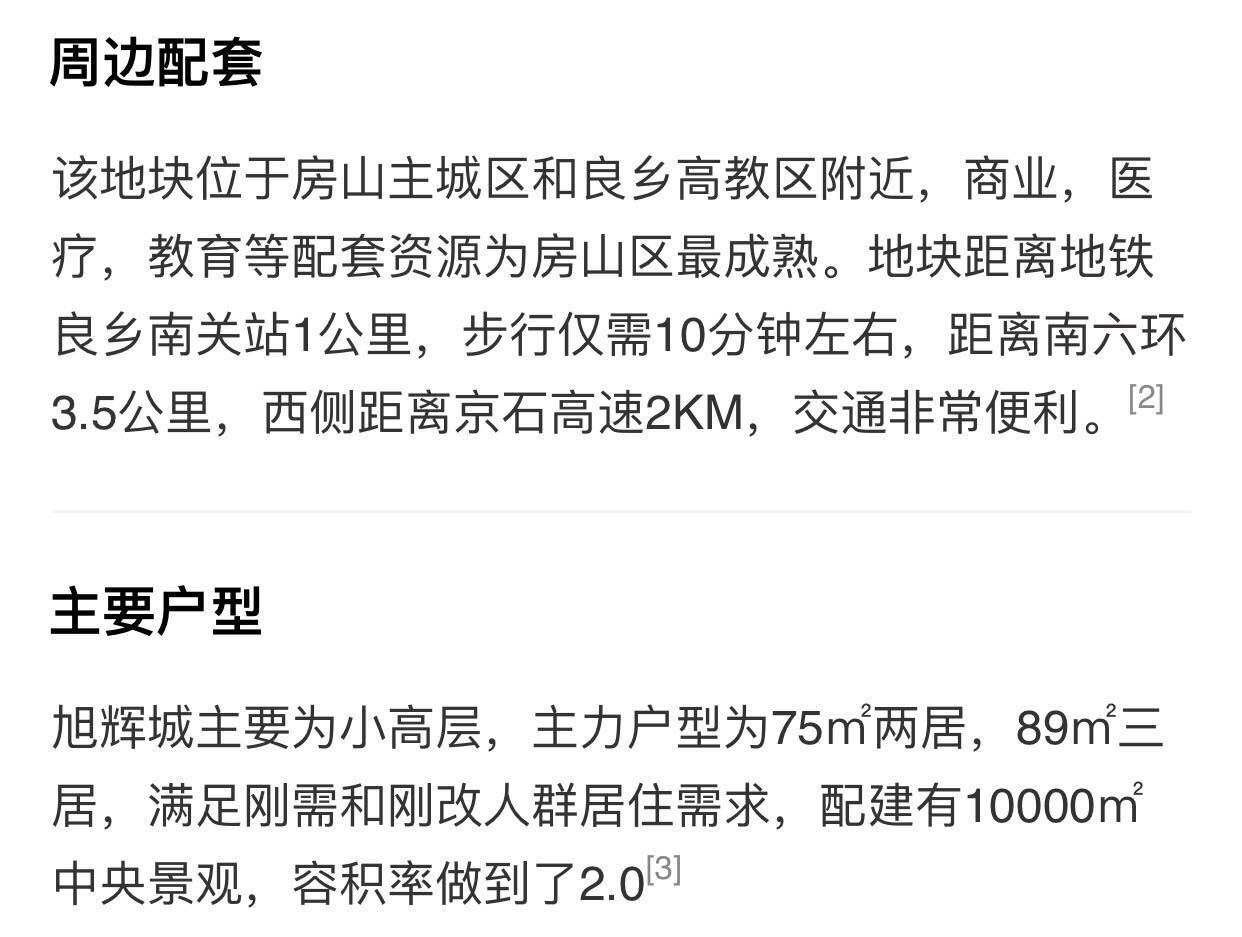 周边配套
该地块位于房山主城区和良乡高教区附近，商业，医
疗，教育等配套资源为房山区最成熟。地块距离地铁
良乡南关站1公里，步行仅需10分钟左右，距离南六环
3.5公里，西侧距离京石高速2KM，交通非常便利。[2]
主要户型
旭辉城主要为小高层，主力户型为75㎡两居，89㎡三
居，满足刚需和刚改人群居住需求，配建有10000㎡
中央景观，容积率做到了2.0[3]